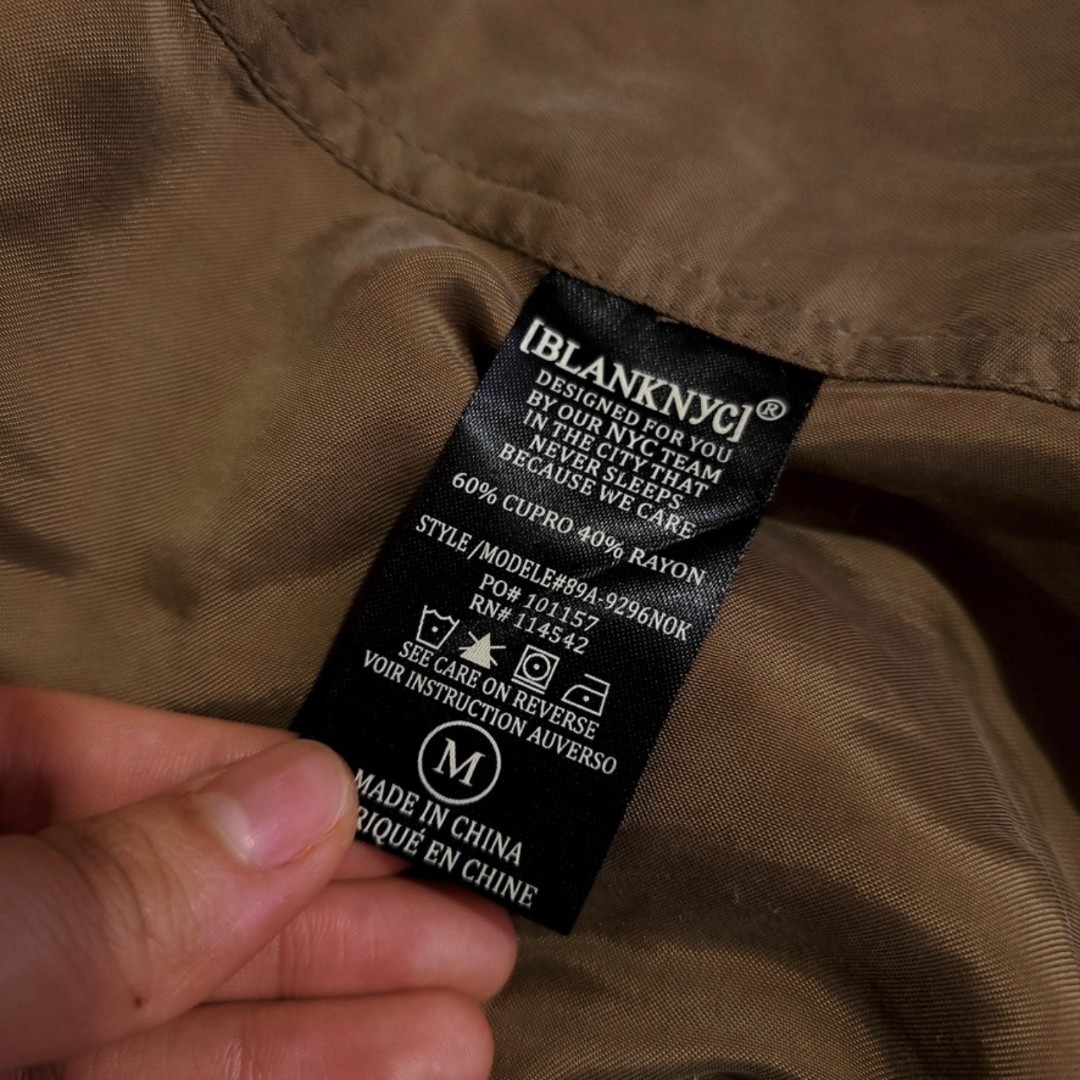 [BLANKNYC]®
DESIGNED FOR YOU
BY OUR NYC TEAM
IN THE CITY THAT
NEVER SLEEPS
BECAUSE WE CARE
60% CUPRO 40% RAYON
STYLE/MODELE#89A-9296NOK
PO# 101157
RN# 114542
SEE CARE ON REVERSE
VOIR INSTRUCTION AUVERSO
M
MADE IN CHINA
EN CHINE